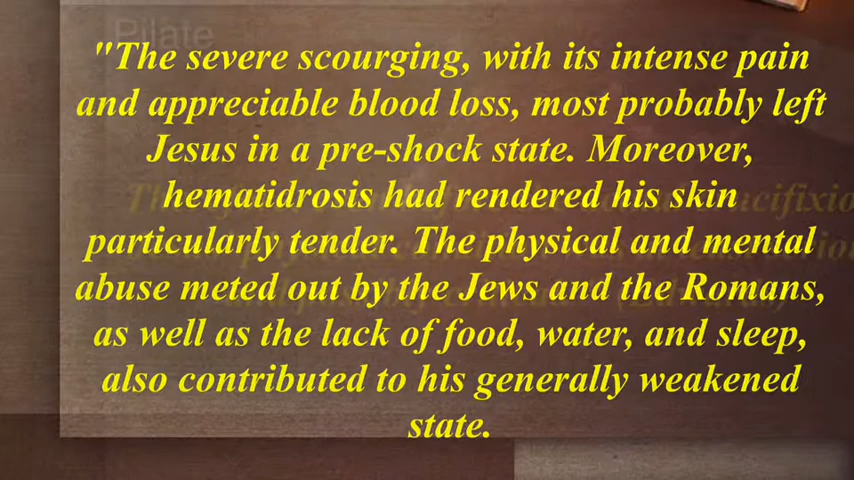 Pilate
"The severe scourging, with its intense pain
and appreciable blood loss, most probably left
Jesus in a pre-shock state. Moreover,
hematidrosis had rendered his skin
particularly tender. The physical and mental
abuse meted out by the Jews and the Romans,
as well as the lack of food, water, and sleep,
also contributed to his generally weakened
state.